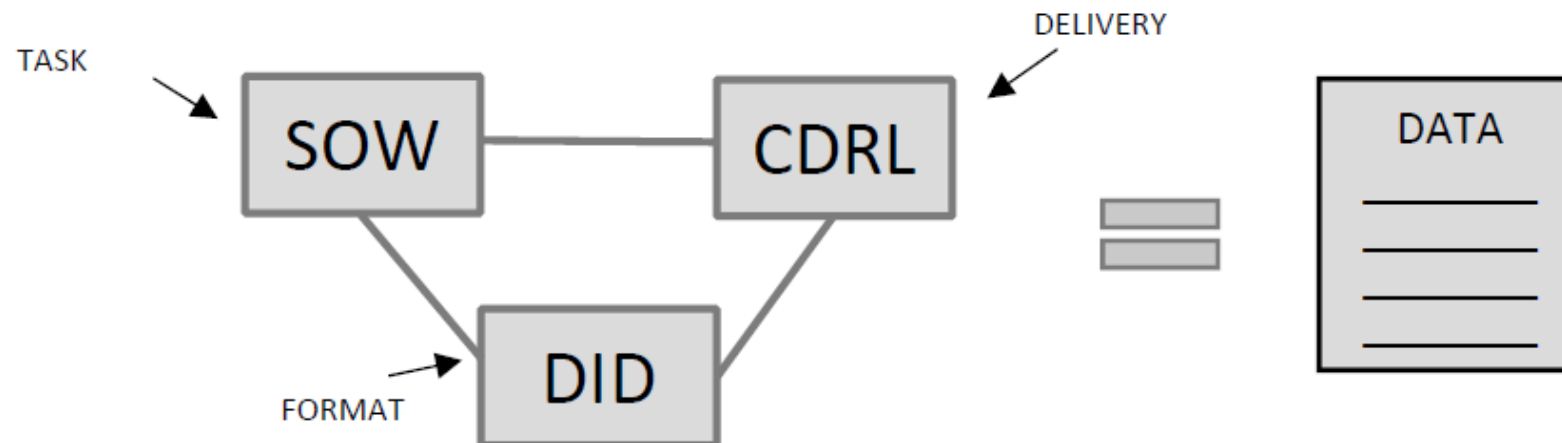 TASK
DELIVERY
SOW
CDRL
DATA
DID
FORMAT